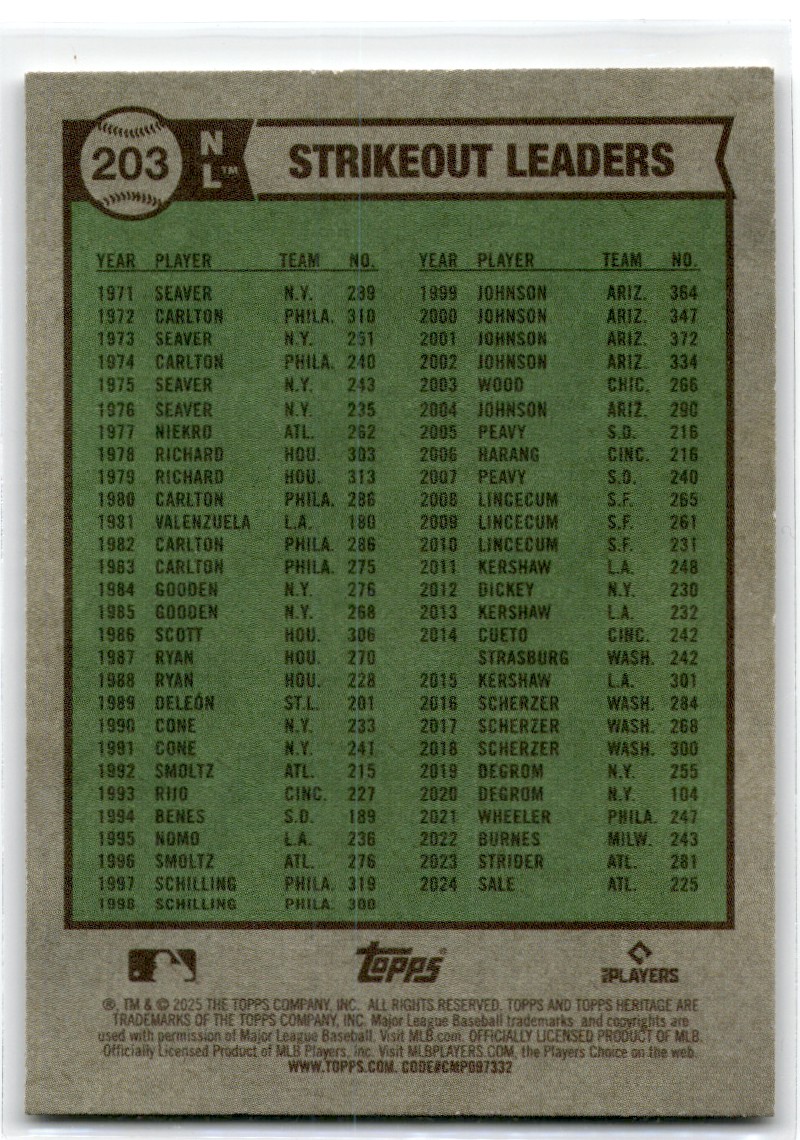 203 NL™ STRIKEOUT LEADERS
YEAR PLAYER TEAM NO.
1971 SEAVER N.Y. 289
1972 CARLTON PHILA. 310
1973 SEAVER N.Y. 251
1974 CARLTON PHILA. 240
1975 SEAVER N.Y. 243
1976 SEAVER N.Y. 235
1977 NIEKRO ATL. 262
1978 RICHARD HOU. 303
1979 RICHARD HOU. 313
1980 CARLTON PHILA. 286
1981 VALENZUELA L.A. 180
1982 CARLTON PHILA. 286
1983 CARLTON PHILA. 275
1984 GOODEN N.Y. 276
1985 GOODEN N.Y. 268
1986 SCOTT HOU. 306
1987 RYAN HOU. 270
1988 RYAN HOU. 228
1989 DELEÓN ST.L. 201
1990 CONE N.Y. 233
1991 CONE N.Y. 241
1992 SMOLTZ ATL. 215
1993 RIJO CINC. 227
1994 BENES S.D. 189
1995 NOMO L.A. 236
1996 SMOLTZ ATL. 276
1997 SCHILLING PHILA. 319
1998 SCHILLING PHILA. 300
YEAR PLAYER TEAM NO.
1999 JOHNSON ARIZ. 364
2000 JOHNSON ARIZ. 347
2001 JOHNSON ARIZ. 372
2002 JOHNSON ARIZ. 334
2003 WOOD CHIC. 266
2004 JOHNSON ARIZ. 290
2005 PEAVY S.D. 216
2006 HARANG CINC. 216
2007 PEAVY S.D. 240
2008 LINCECUM S.F. 265
2009 LINCECUM S.F. 261
2010 LINCECUM S.F. 231
2011 KERSHAW L.A. 248
2012 DICKEY N.Y. 230
2013 KERSHAW L.A. 232
2014 CUETO CINC. 242
STRASBURG WASH. 242
2015 KERSHAW L.A. 301
2016 SCHERZER WASH. 284
2017 SCHERZER WASH. 268
2018 SCHERZER WASH. 300
2019 DEGROM N.Y. 255
2020 DEGROM N.Y. 104
2021 WHEELER PHILA. 247
2022 BURNES MILW. 243
2023 STRIDER ATL. 281
2024 SALE ATL. 225
Topps® PLAYERS
®, TM & © 2025 THE TOPPS COMPANY, INC. ALL RIGHTS RESERVED. TOPPS AND TOPPS HERITAGE ARE
TRADEMARKS OF THE TOPPS COMPANY, INC. Major League Baseball trademarks and copyrights are
used with permission of Major League Baseball. Visit MLB.com. OFFICIALLY LICENSED PRODUCT OF MLB.
Officially Licensed Product of MLB Players, Inc. Visit MLBPLAYERS.COM, the Players Choice on the web.
WWW.TOPPS.COM. CODE#CMP097332